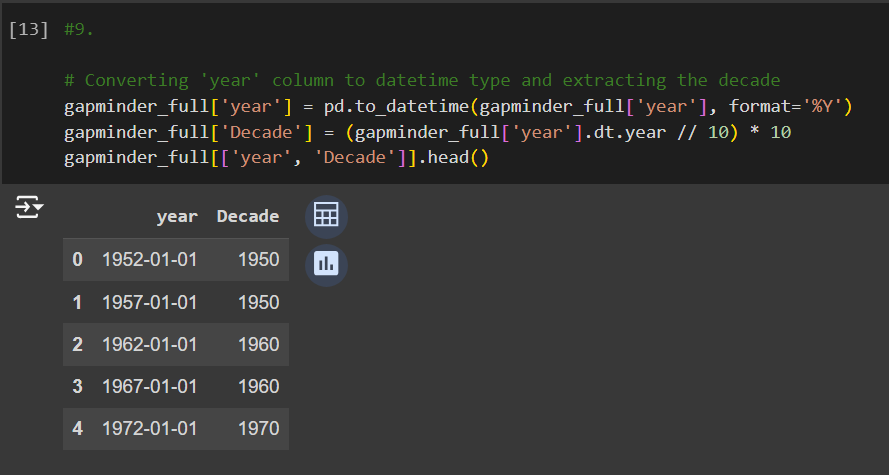 [13] #9.
# Converting 'year' column to datetime type and extracting the decade
gapminder_full['year'] = pd.to_datetime(gapminder_full['year'], format='%Y')
gapminder_full['Decade'] = (gapminder_full['year'].dt.year // 10) * 10
gapminder_full[['year', 'Decade']].head()
year Decade
0 1952-01-01 1950
1 1957-01-01 1950
2 1962-01-01 1960
3 1967-01-01 1960
4 1972-01-01 1970